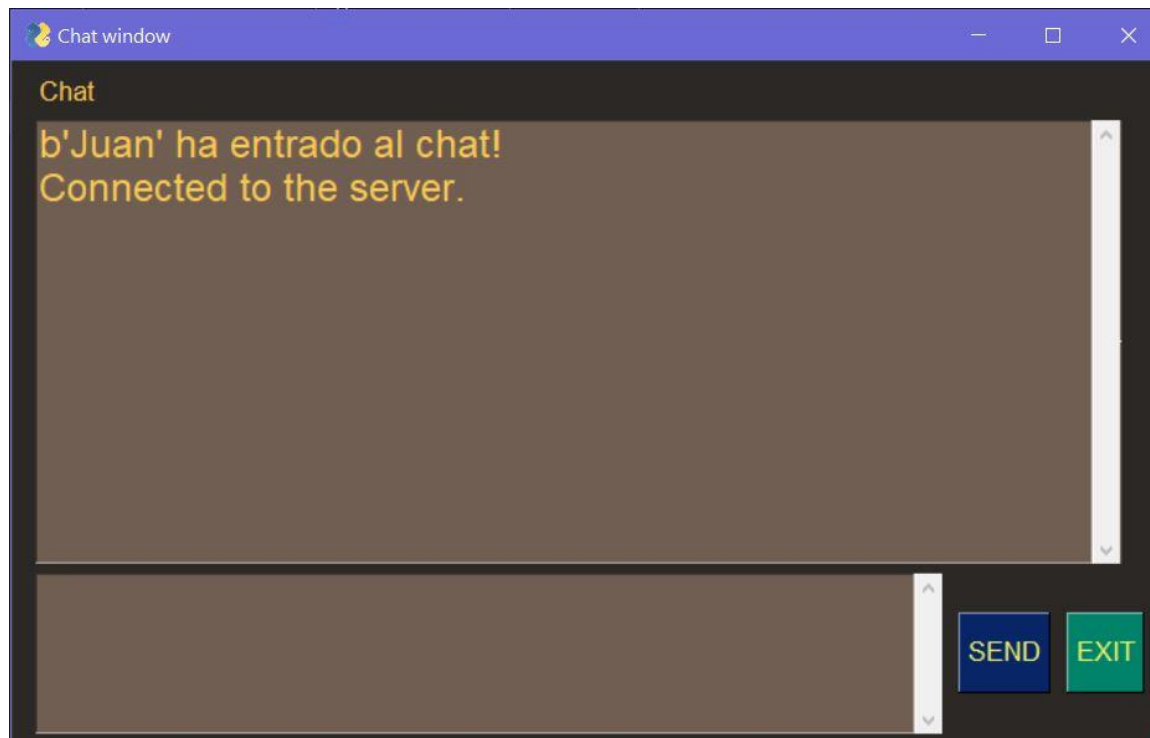 Chat window
Chat
b'Juan' ha entrado al chat!
Connected to the server.
SEND EXIT